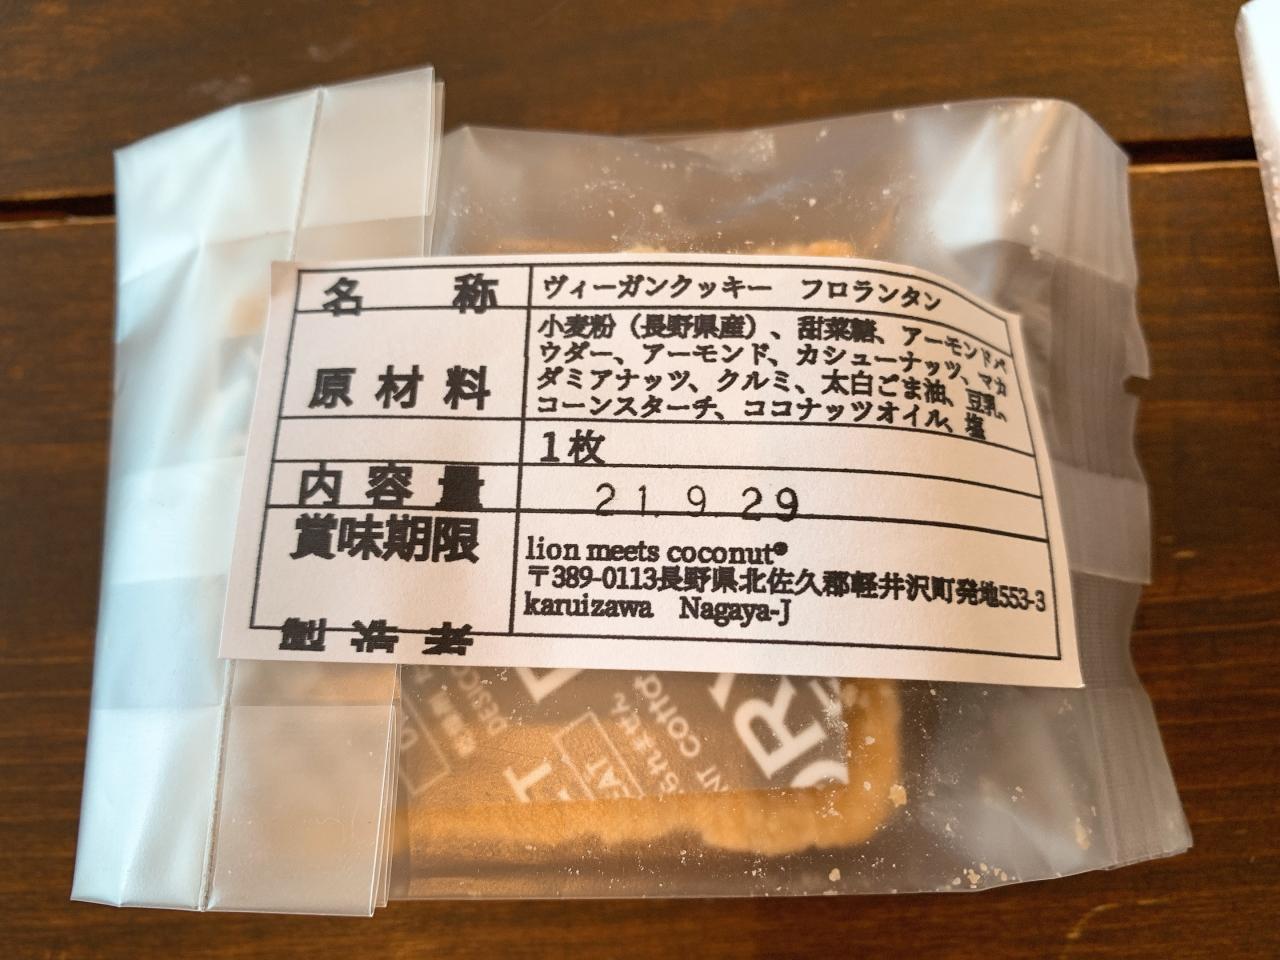 名 称 ヴィーガンクッキー フロランタン
原材料 小麦粉（長野県産）、甜菜糖、アーモンドパ
ウダー、アーモンド、カシューナッツ、マカ
ダミアナッツ、クルミ、太白ごま油、豆乳、
コーンスターチ、ココナッツオイル、塩
1枚
内容量
21. 9. 29
賞味期限
lion meets coconut®
〒389-0113長野県北佐久郡軽井沢町発地553-3
karuizawa Nagaya-J
製造者
EAT